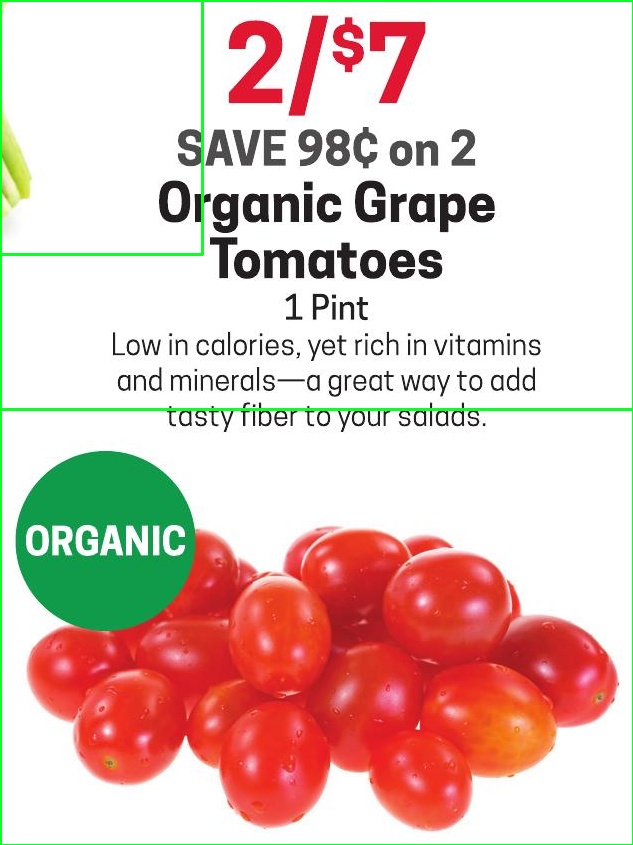 2/$7
SAVE 98¢ on 2
Organic Grape
Tomatoes
1 Pint
Low in calories, yet rich in vitamins
and minerals—a great way to add
tasty fiber to your salads.
ORGANIC